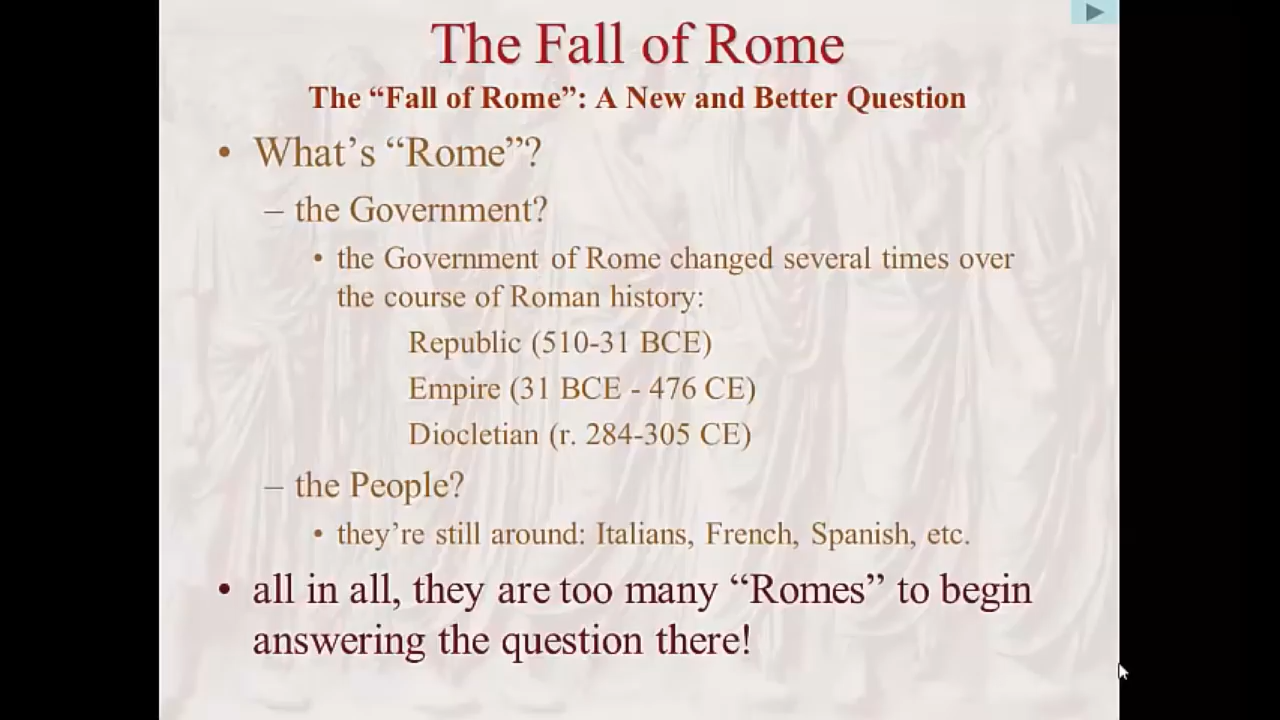 The Fall of Rome
The “Fall of Rome”: A New and Better Question
• What’s “Rome”?
– the Government?
• the Government of Rome changed several times over
the course of Roman history:
Republic (510-31 BCE)
Empire (31 BCE - 476 CE)
Diocletian (r. 284-305 CE)
– the People?
• they’re still around: Italians, French, Spanish, etc.
• all in all, they are too many “Romes” to begin
answering the question there!